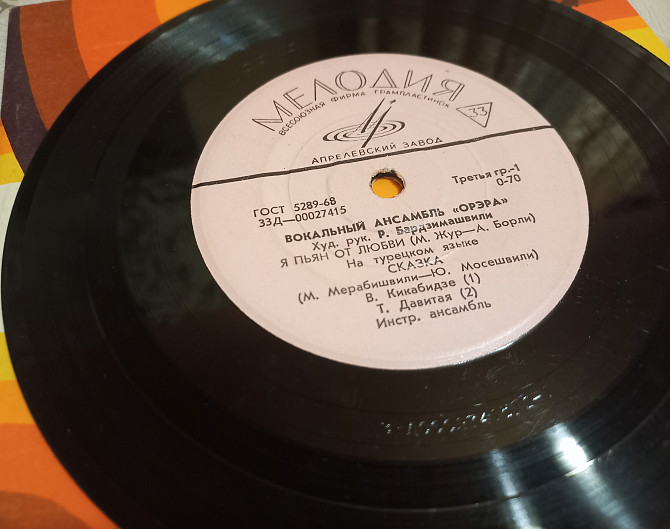 МЕЛОДИЯ
ВСЕСОЮЗНАЯ ФИРМА ГРАМПЛАСТИНОК
33
АПРЕЛЕВСКИЙ ЗАВОД
ГОСТ 5289-68
Третья гр.-1
33Д—00027415
0-70
ВОКАЛЬНЫЙ АНСАМБЛЬ «ОРЭРА»
Худ. рук. Р. Бардзимашвили
Я ПЬЯН ОТ ЛЮБВИ (М. Жур—А. Борли)
На турецком языке
СКАЗКА
(М. Мерабишвили—Ю. Мосешвили)
В. Кикабидзе (1)
Т. Давитая (2)
Инстр. ансамбль